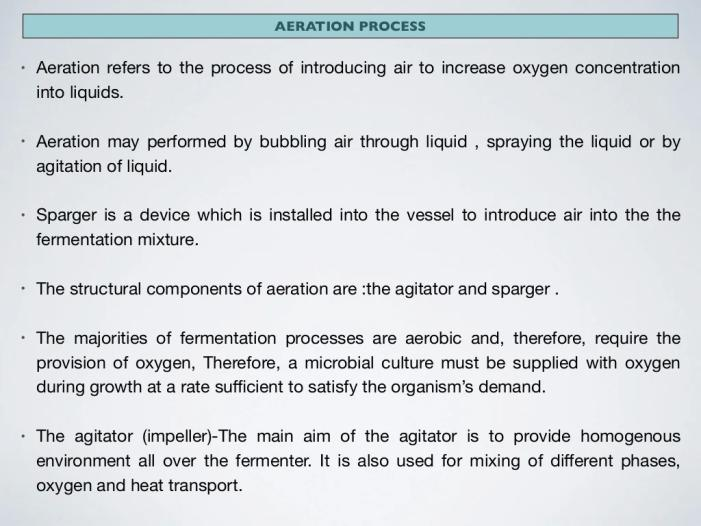 AERATION PROCESS
• Aeration refers to the process of introducing air to increase oxygen concentration
into liquids.
• Aeration may performed by bubbling air through liquid , spraying the liquid or by
agitation of liquid.
• Sparger is a device which is installed into the vessel to introduce air into the the
fermentation mixture.
• The structural components of aeration are :the agitator and sparger .
• The majorities of fermentation processes are aerobic and, therefore, require the
provision of oxygen, Therefore, a microbial culture must be supplied with oxygen
during growth at a rate sufficient to satisfy the organism’s demand.
• The agitator (impeller)-The main aim of the agitator is to provide homogenous
environment all over the fermenter. It is also used for mixing of different phases,
oxygen and heat transport.